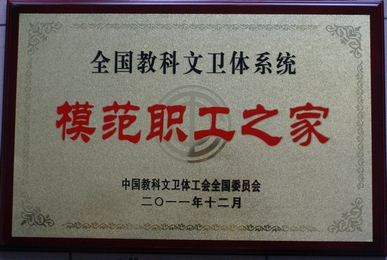 全国教科文卫体系统
模范职工之家
中国教科文卫体工会全国委员会
二〇一一年十二月